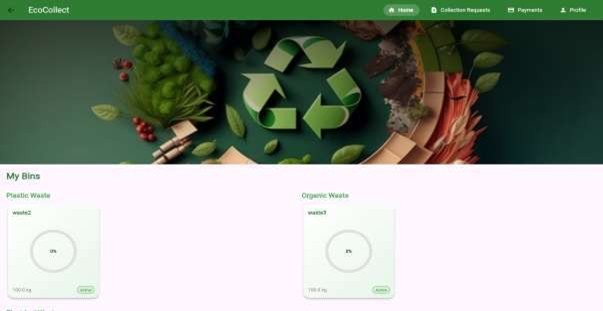 EcoCollect
Home
Collection Requests
Payments
Profile
My Bins
Plastic Waste
Organic Waste
waste2
waste3
0%
0%
100.0 kg
Active
100.0 kg
Active